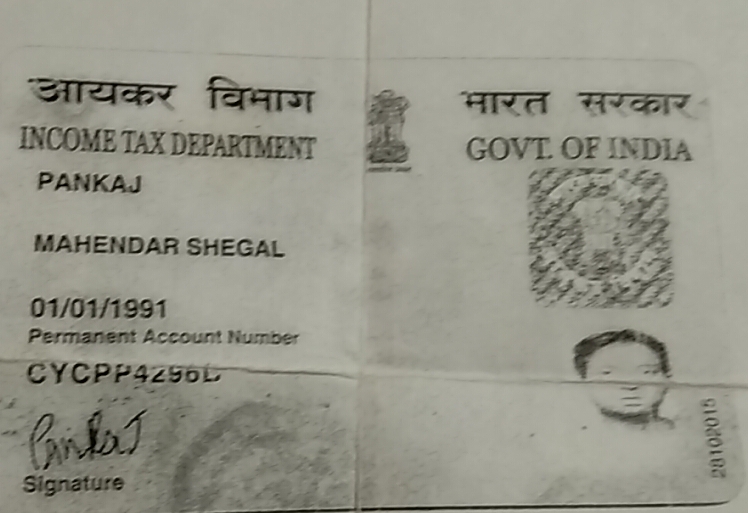 आयकर विभाग
भारत सरकार
INCOME TAX DEPARTMENT
GOVT. OF INDIA
PANKAJ
MAHENDAR SHEGAL
01/01/1991
Permanent Account Number
Pankaj
Signature
28102015